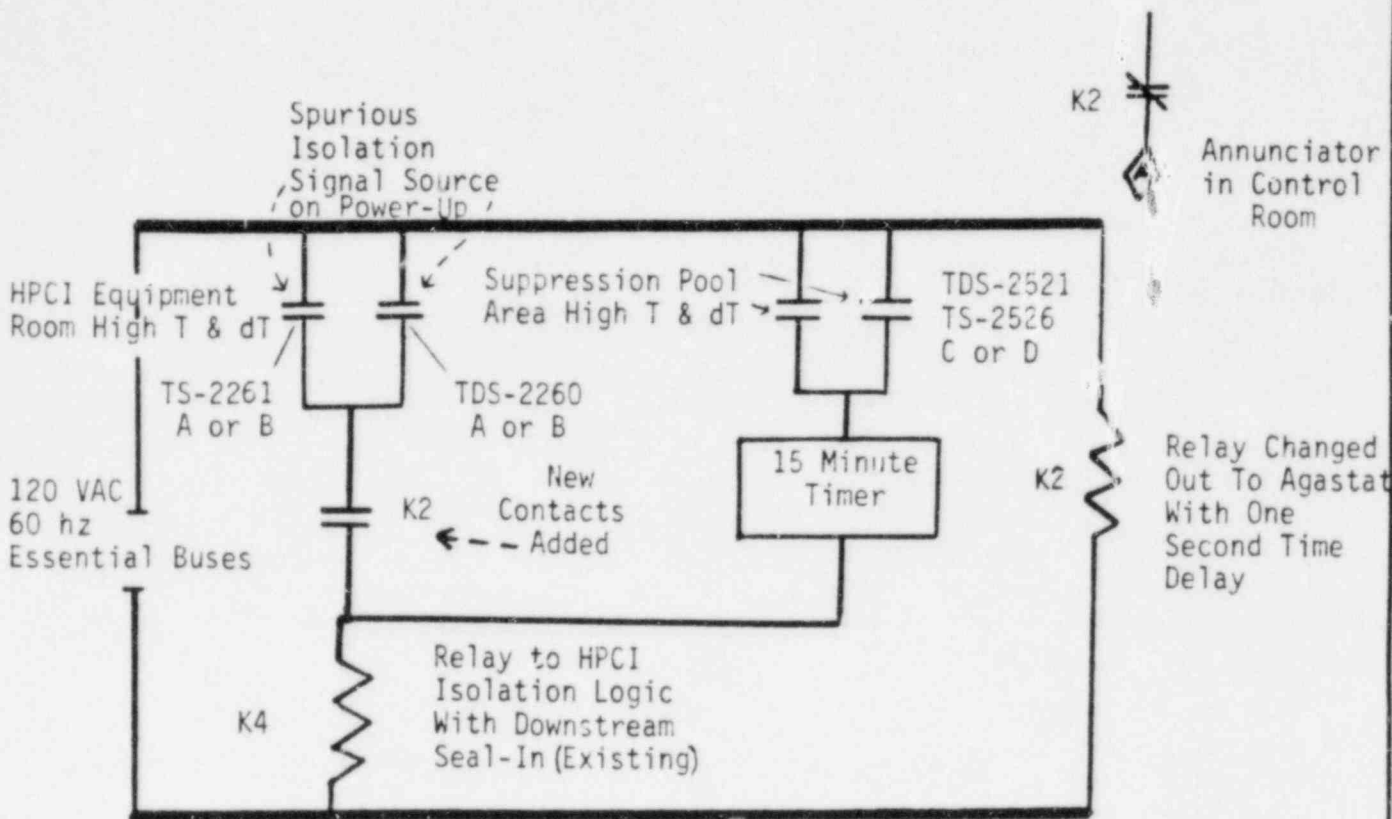 K2
Annunciator
in Control
Room
Spurious
Isolation
Signal Source
on Power-Up
HPCI Equipment
Room High T & dT
Suppression Pool
Area High T & dT
TDS-2521
TS-2526
C or D
TS-2261
A or B
TDS-2260
A or B
120 VAC
60 hz
Essential Buses
K2
New
Contacts
Added
15 Minute
Timer
K2
Relay Changed
Out To Agastat
With One
Second Time
Delay
K4
Relay to HPCI
Isolation Logic
With Downstream
Seal-In (Existing)